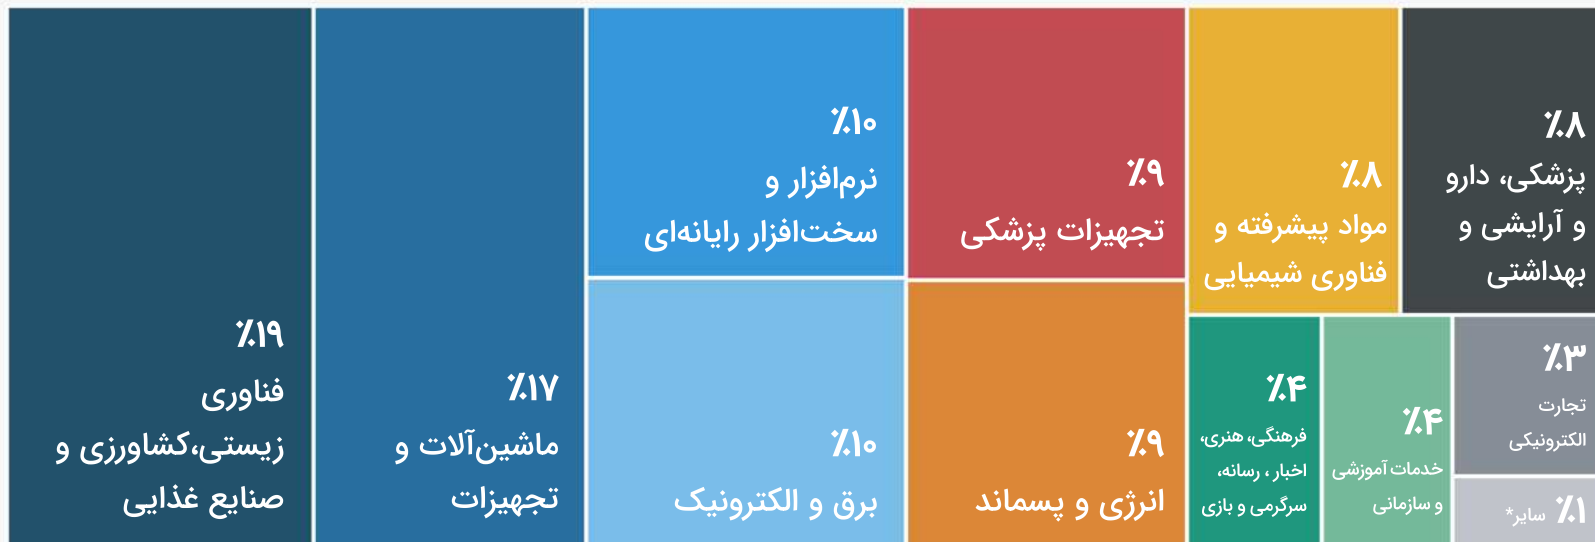 ٪۱۹
فناوری
زیستی،کشاورزی و
صنایع غذایی
٪۱۷
ماشین‌آلات و
تجهیزات
٪۱۰
نرم‌افزار و
سخت‌افزار رایانه‌ای
٪۱۰
برق و الکترونیک
٪۹
تجهیزات پزشکی
٪۹
انرژی و پسماند
٪۸
مواد پیشرفته و
فناوری شیمیایی
٪۸
پزشکی، دارو
و آرایشی و
بهداشتی
٪۴
فرهنگی، هنری،
اخبار ، رسانه،
سرگرمی و بازی
٪۴
خدمات آموزشی
و سازمانی
٪۳
تجارت
الکترونیکی
٪۱ سایر*